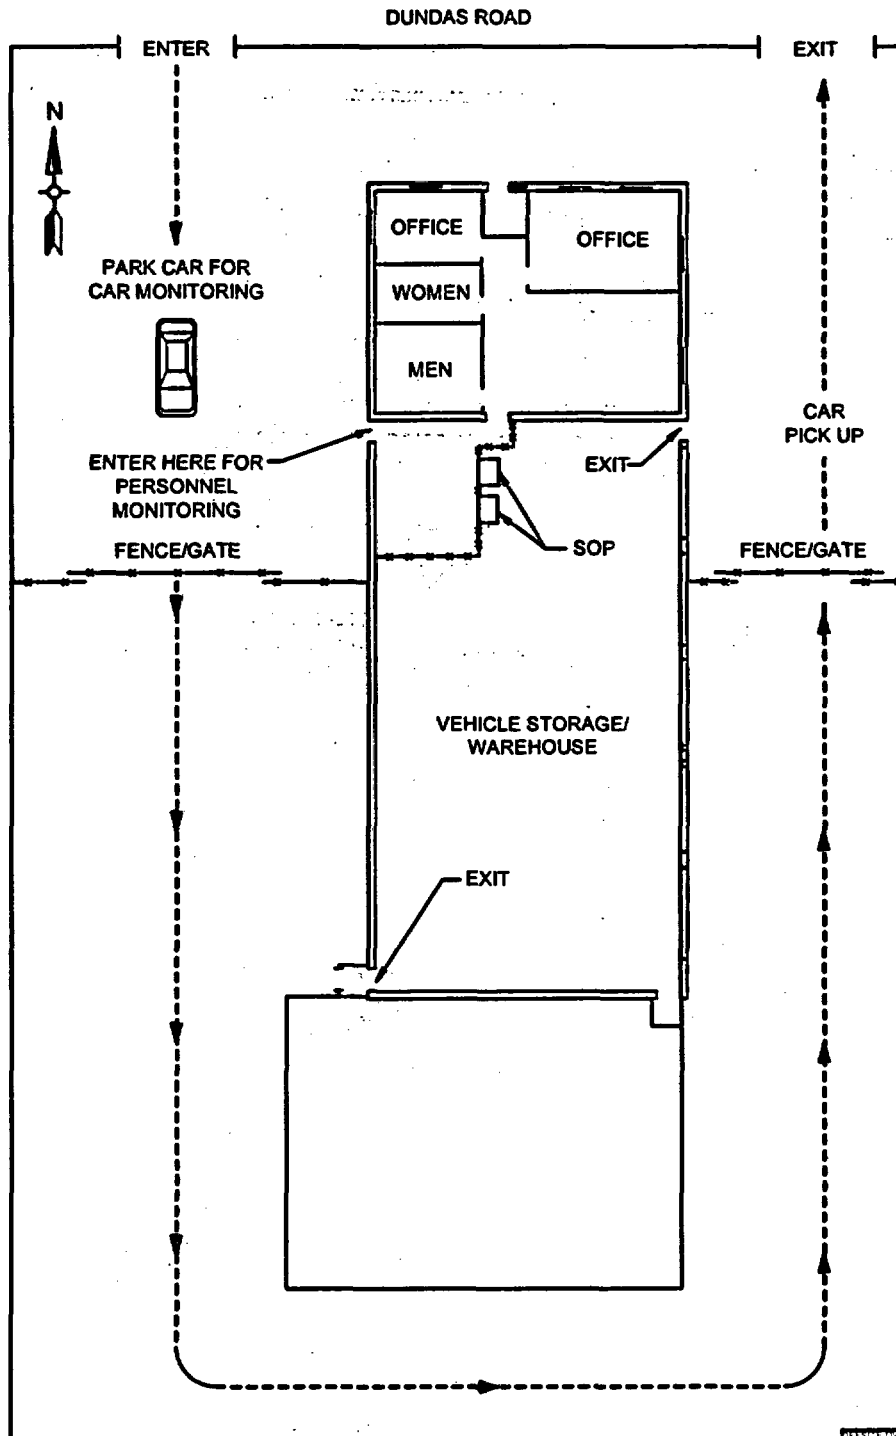 DUNDAS ROAD
ENTER
EXIT
N
OFFICE
OFFICE
PARK CAR FOR
CAR MONITORING
WOMEN
MEN
CAR
PICK UP
ENTER HERE FOR
PERSONNEL
MONITORING
EXIT
SOP
FENCE/GATE
FENCE/GATE
VEHICLE STORAGE/
WAREHOUSE
EXIT